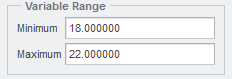 Variable Range
Minimum 18.000000
Maximum 22.000000